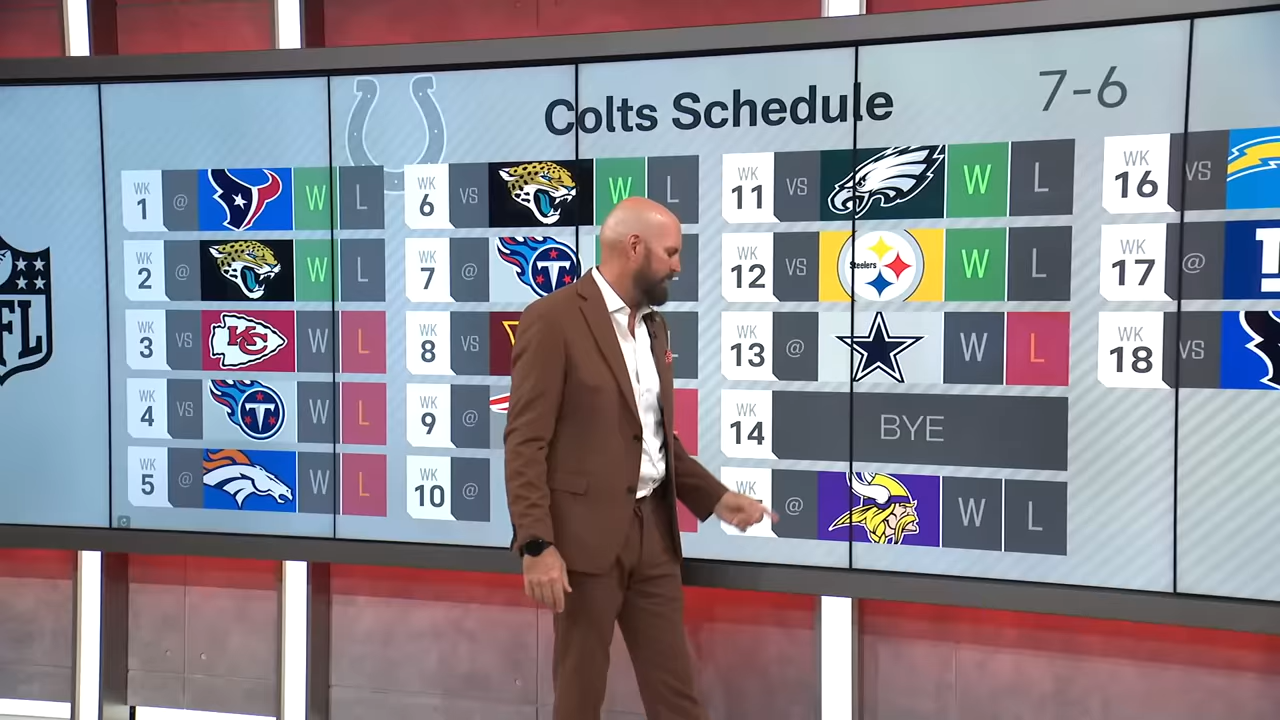 Colts Schedule 7-6
WK 1 @ W L
WK 2 @ W L
WK 3 VS KC W L
WK 4 VS T W L
WK 5 @ W L
WK 6 VS W L
WK 7 @ T
WK 8 VS
WK 9 @
WK 10 @
WK 11 VS W L
WK 12 VS Steelers W L
WK 13 @ W L
WK 14 BYE
@ W L
WK 16 VS
WK 17 @
WK 18 VS
FL